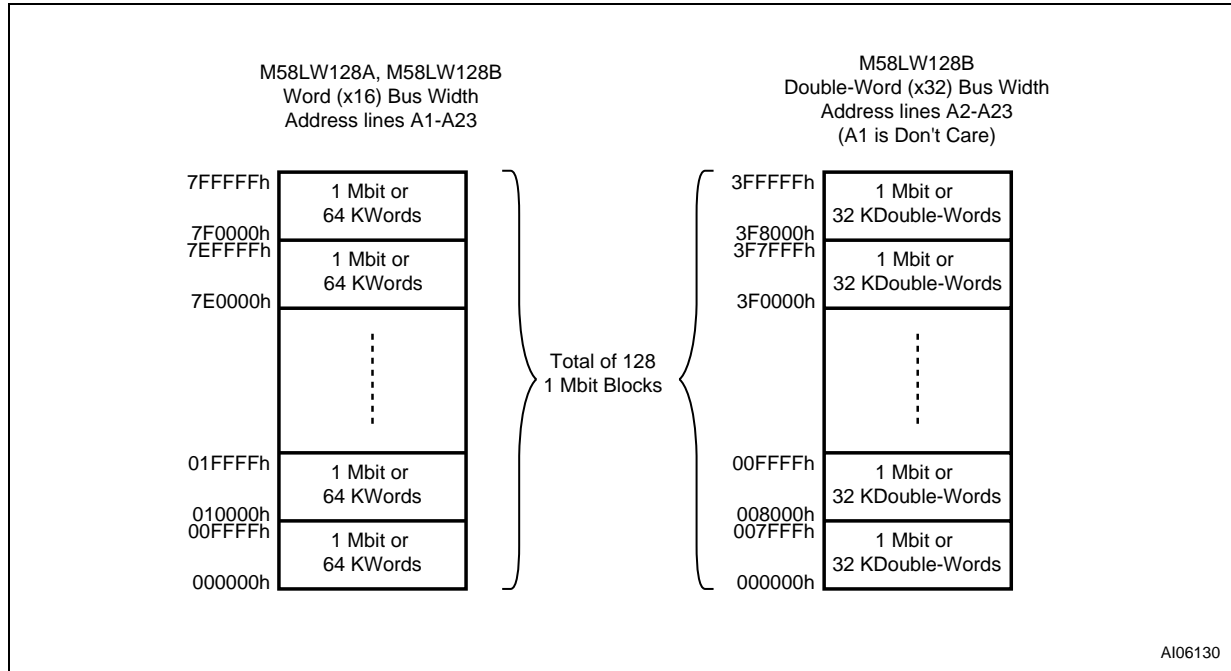 M58LW128A, M58LW128B
Word (x16) Bus Width
Address lines A1-A23
7FFFFFh
1 Mbit or
64 KWords
7F0000h
7EFFFFh
1 Mbit or
64 KWords
7E0000h
01FFFFh
1 Mbit or
64 KWords
010000h
00FFFFh
1 Mbit or
64 KWords
000000h
Total of 128
1 Mbit Blocks
M58LW128B
Double-Word (x32) Bus Width
Address lines A2-A23
(A1 is Don't Care)
3FFFFFh
1 Mbit or
32 KDouble-Words
3F8000h
3F7FFFh
1 Mbit or
32 KDouble-Words
3F0000h
00FFFFh
1 Mbit or
32 KDouble-Words
008000h
007FFFh
1 Mbit or
32 KDouble-Words
000000h
AI06130